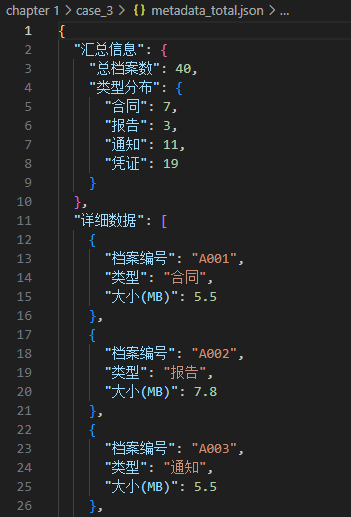 chapter 1 > case_3 > {} metadata_total.json > ...
1 {
2 "汇总信息": {
3 "总档案数": 40,
4 "类型分布": {
5 "合同": 7,
6 "报告": 3,
7 "通知": 11,
8 "凭证": 19
9 }
10 },
11 "详细数据": [
12 {
13 "档案编号": "A001",
14 "类型": "合同",
15 "大小(MB)": 5.5
16 },
17 {
18 "档案编号": "A002",
19 "类型": "报告",
20 "大小(MB)": 7.8
21 },
22 {
23 "档案编号": "A003",
24 "类型": "通知",
25 "大小(MB)": 5.5
26 },